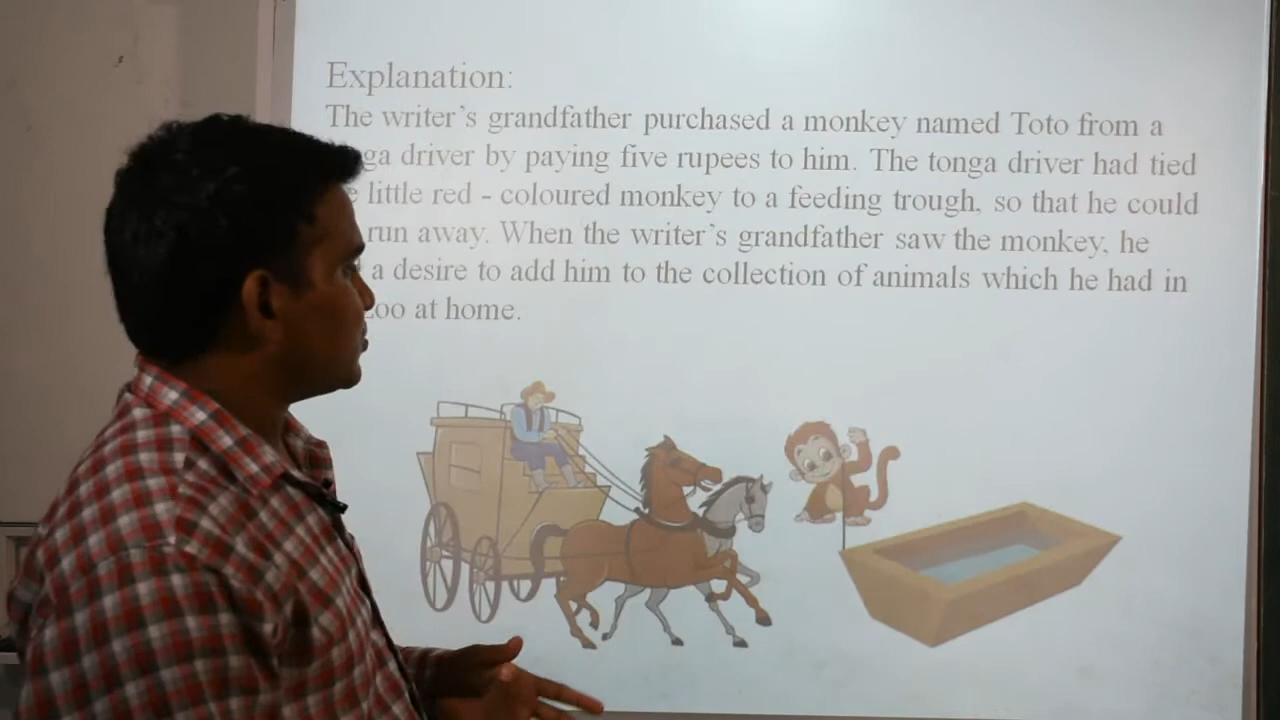 Explanation:
The writer's grandfather purchased a monkey named Toto from a
driver by paying five rupees to him. The tonga driver had tied
little red - coloured monkey to a feeding trough, so that he could
run away. When the writer's grandfather saw the monkey, he
a desire to add him to the collection of animals which he had in
zoo at home.